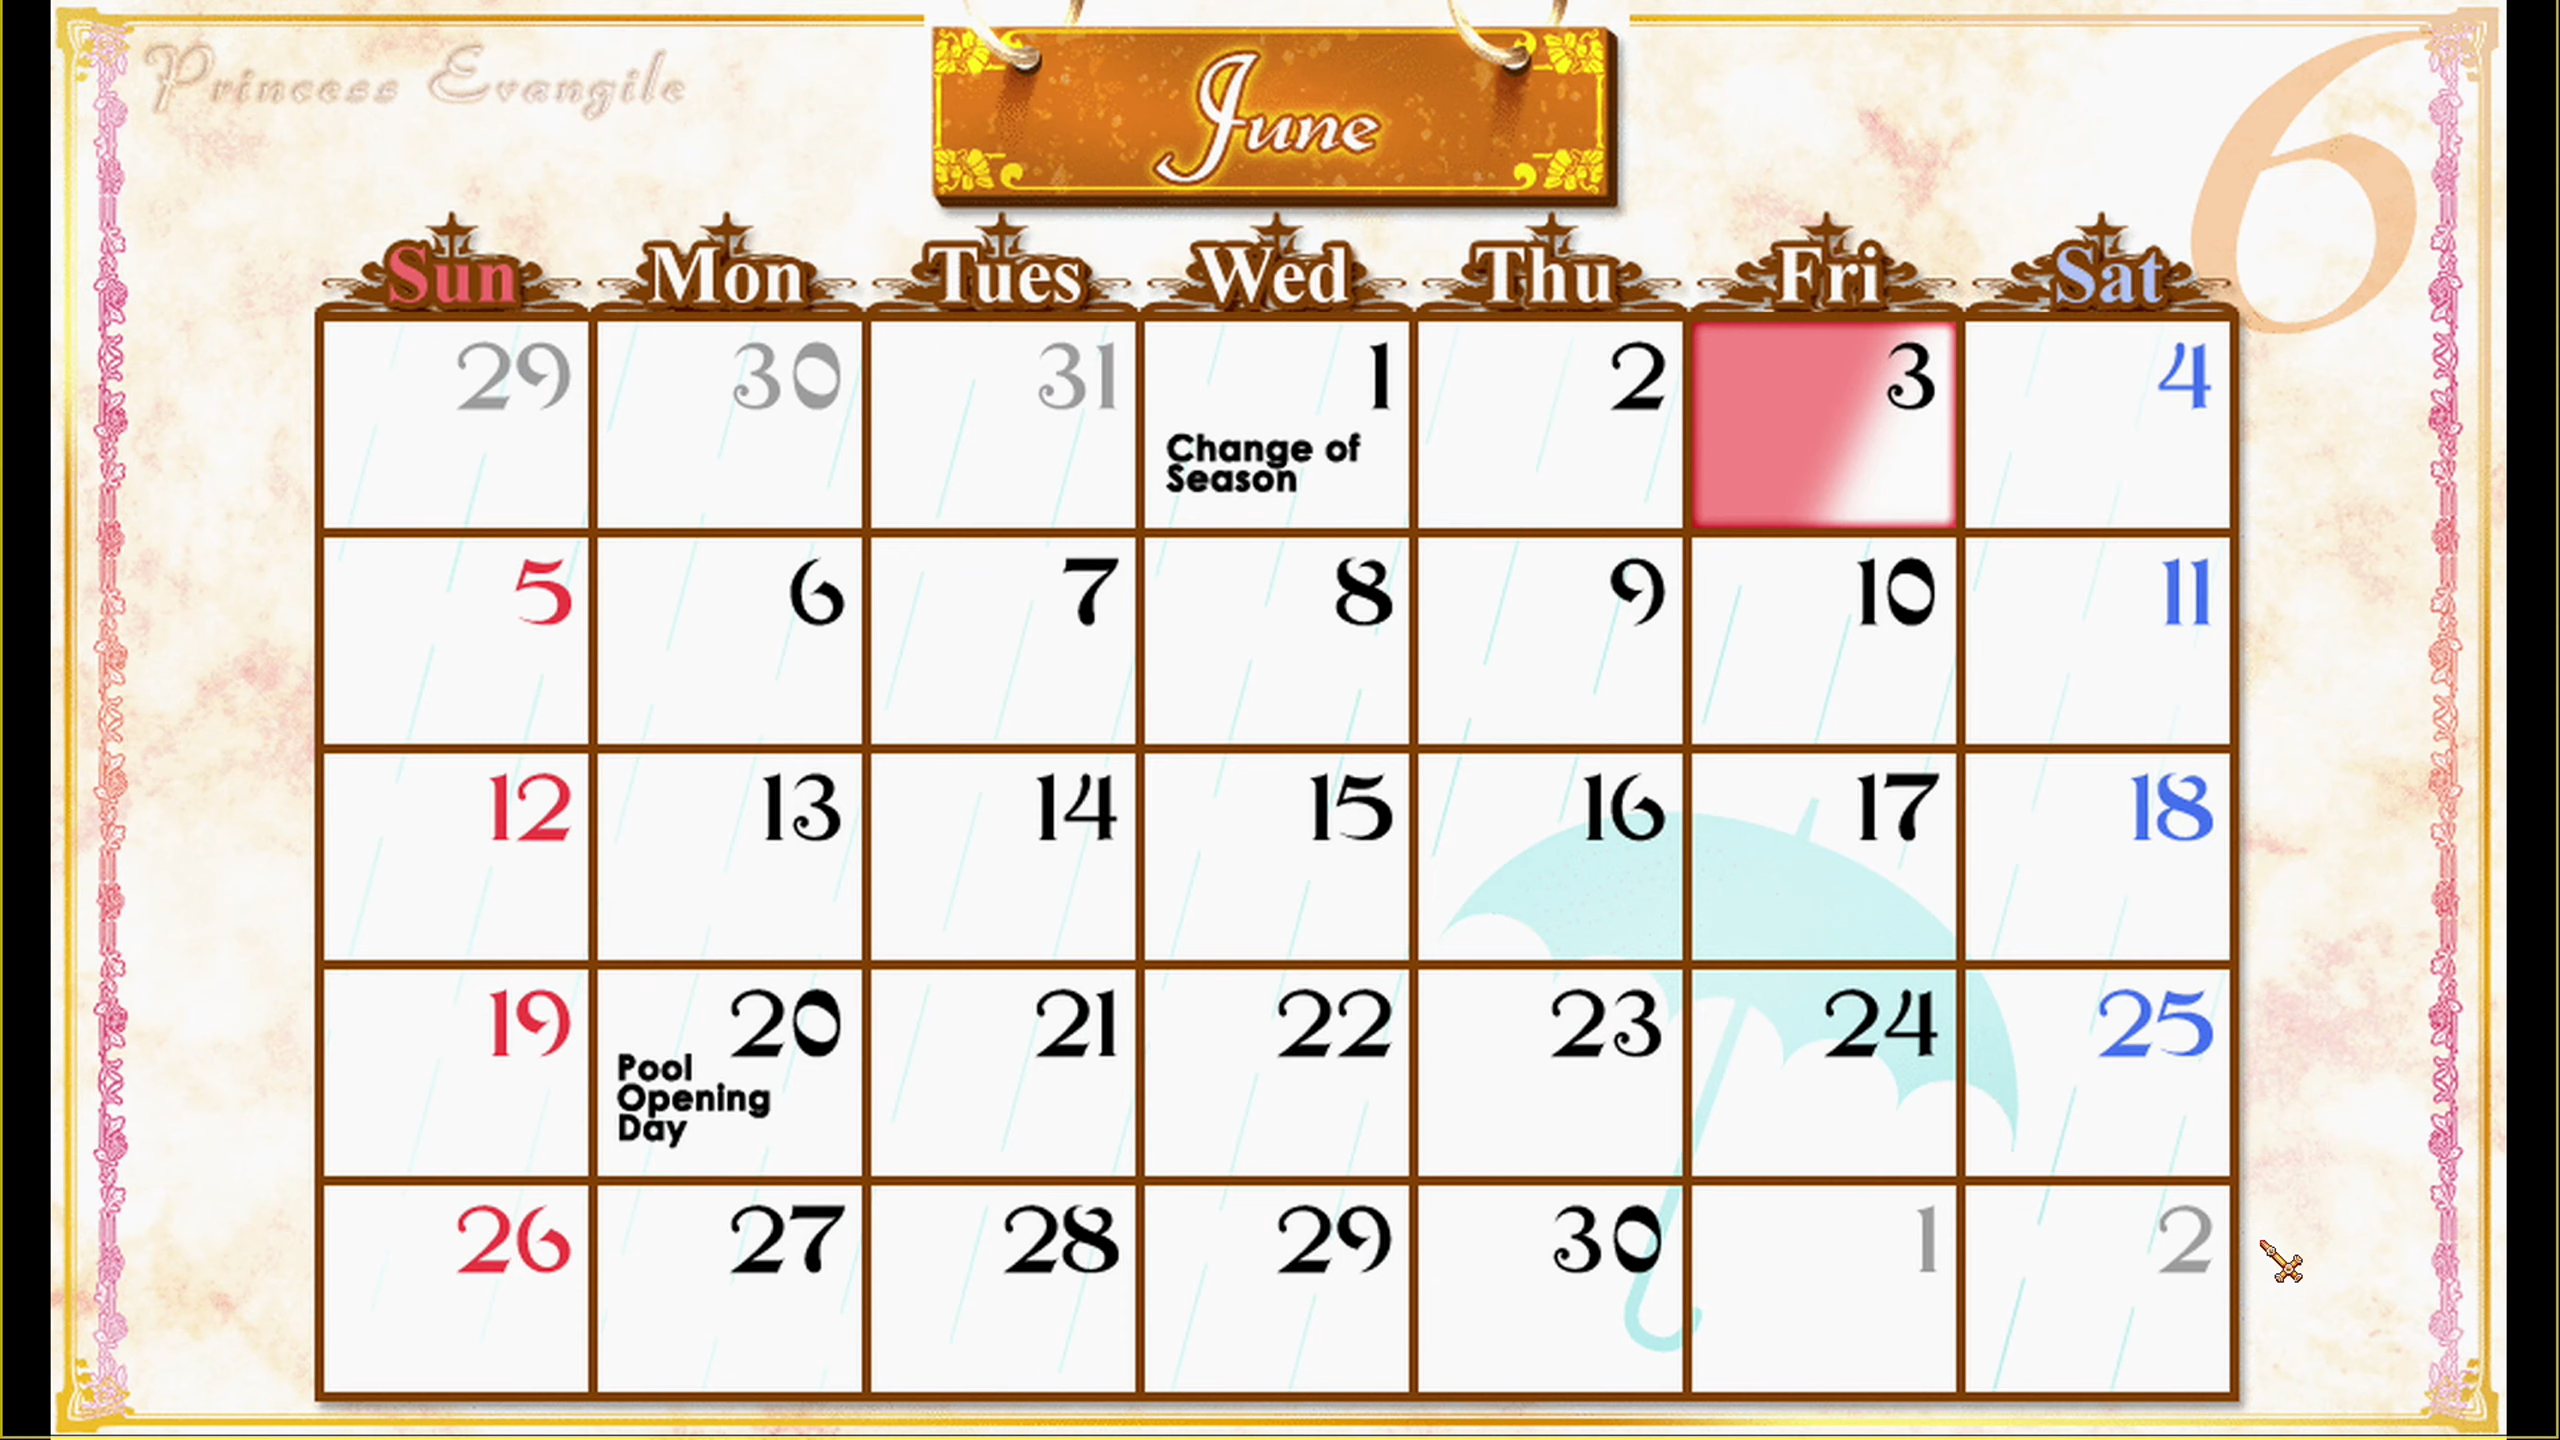 Princess Evangile
June
6
Sun Mon Tues Wed Thu Fri Sat
29 30 31 1 2 3 4
Change of
Season
5 6 7 8 9 10 11
12 13 14 15 16 17 18
19 20 21 22 23 24 25
Pool
Opening
Day
26 27 28 29 30 1 2